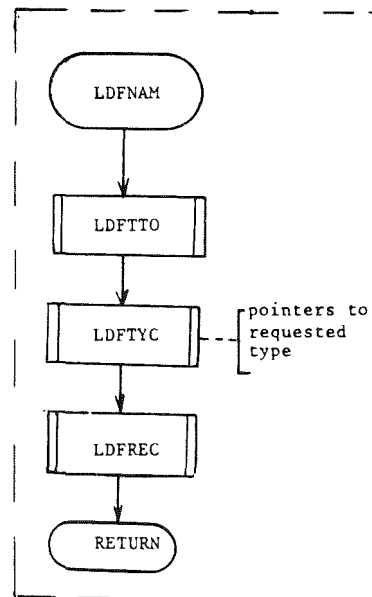 LDFNAM
LDFTTO
LDFTYC
pointers to
requested
type
LDFREC
RETURN